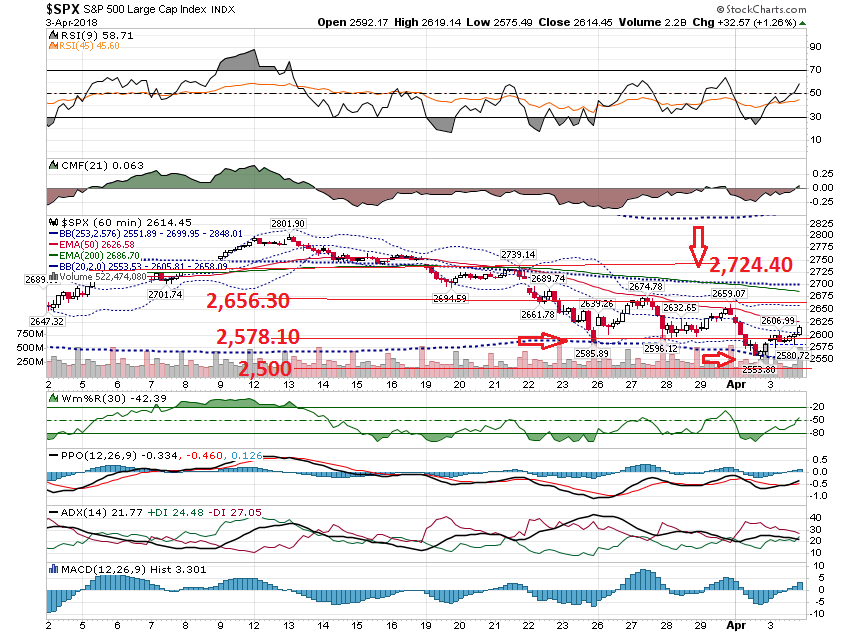 $SPX S&P 500 Large Cap Index INDX © StockCharts.com
3-Apr-2018 Open 2592.17 High 2619.14 Low 2575.49 Close 2614.45 Volume 2.2B Chg +32.57 (+1.26%)
RSI(9) 58.71
RSI(45) 45.60
90
70
50
30
10
CMF(21) 0.063
0.25
0.00
-0.25
$SPX (60 min) 2614.45
BB(253,2.576) 2551.89 - 2699.95 - 2848.01
EMA(50) 2626.58
EMA(200) 2686.70
BB(20,2.0) 2553.53 - 2605.81 - 2658.09
Volume 522,474,080
2801.90
2739.14
2,724.40
2689.
2701.74
2,656.30
2694.59
2689.74
2674.78
2659.07
2661.78
2639.26
2632.65
2647.32
2606.99
2,578.10
2585.89
2596.12
2580.72
2,500
2553.80
2825
2800
2775
2750
2725
2700
2675
2650
2625
2600
2575
2550
750M
500M
250M
2 5 6 7 8 9 12 13 14 15 16 19 20 21 22 23 26 27 28 29 Apr 3
Wm%R(30) -42.39
-20
-50
-80
PPO(12,26,9) -0.334, -0.460, 0.126
0.5
0.0
-0.5
-1.0
ADX(14) 21.77 +DI 24.48 -DI 27.05
40
30
20
10
MACD(12,26,9) Hist 3.301
10
5
0
-5
-10
2 5 6 7 8 9 12 13 14 15 16 19 20 21 22 23 26 27 28 29 Apr 3